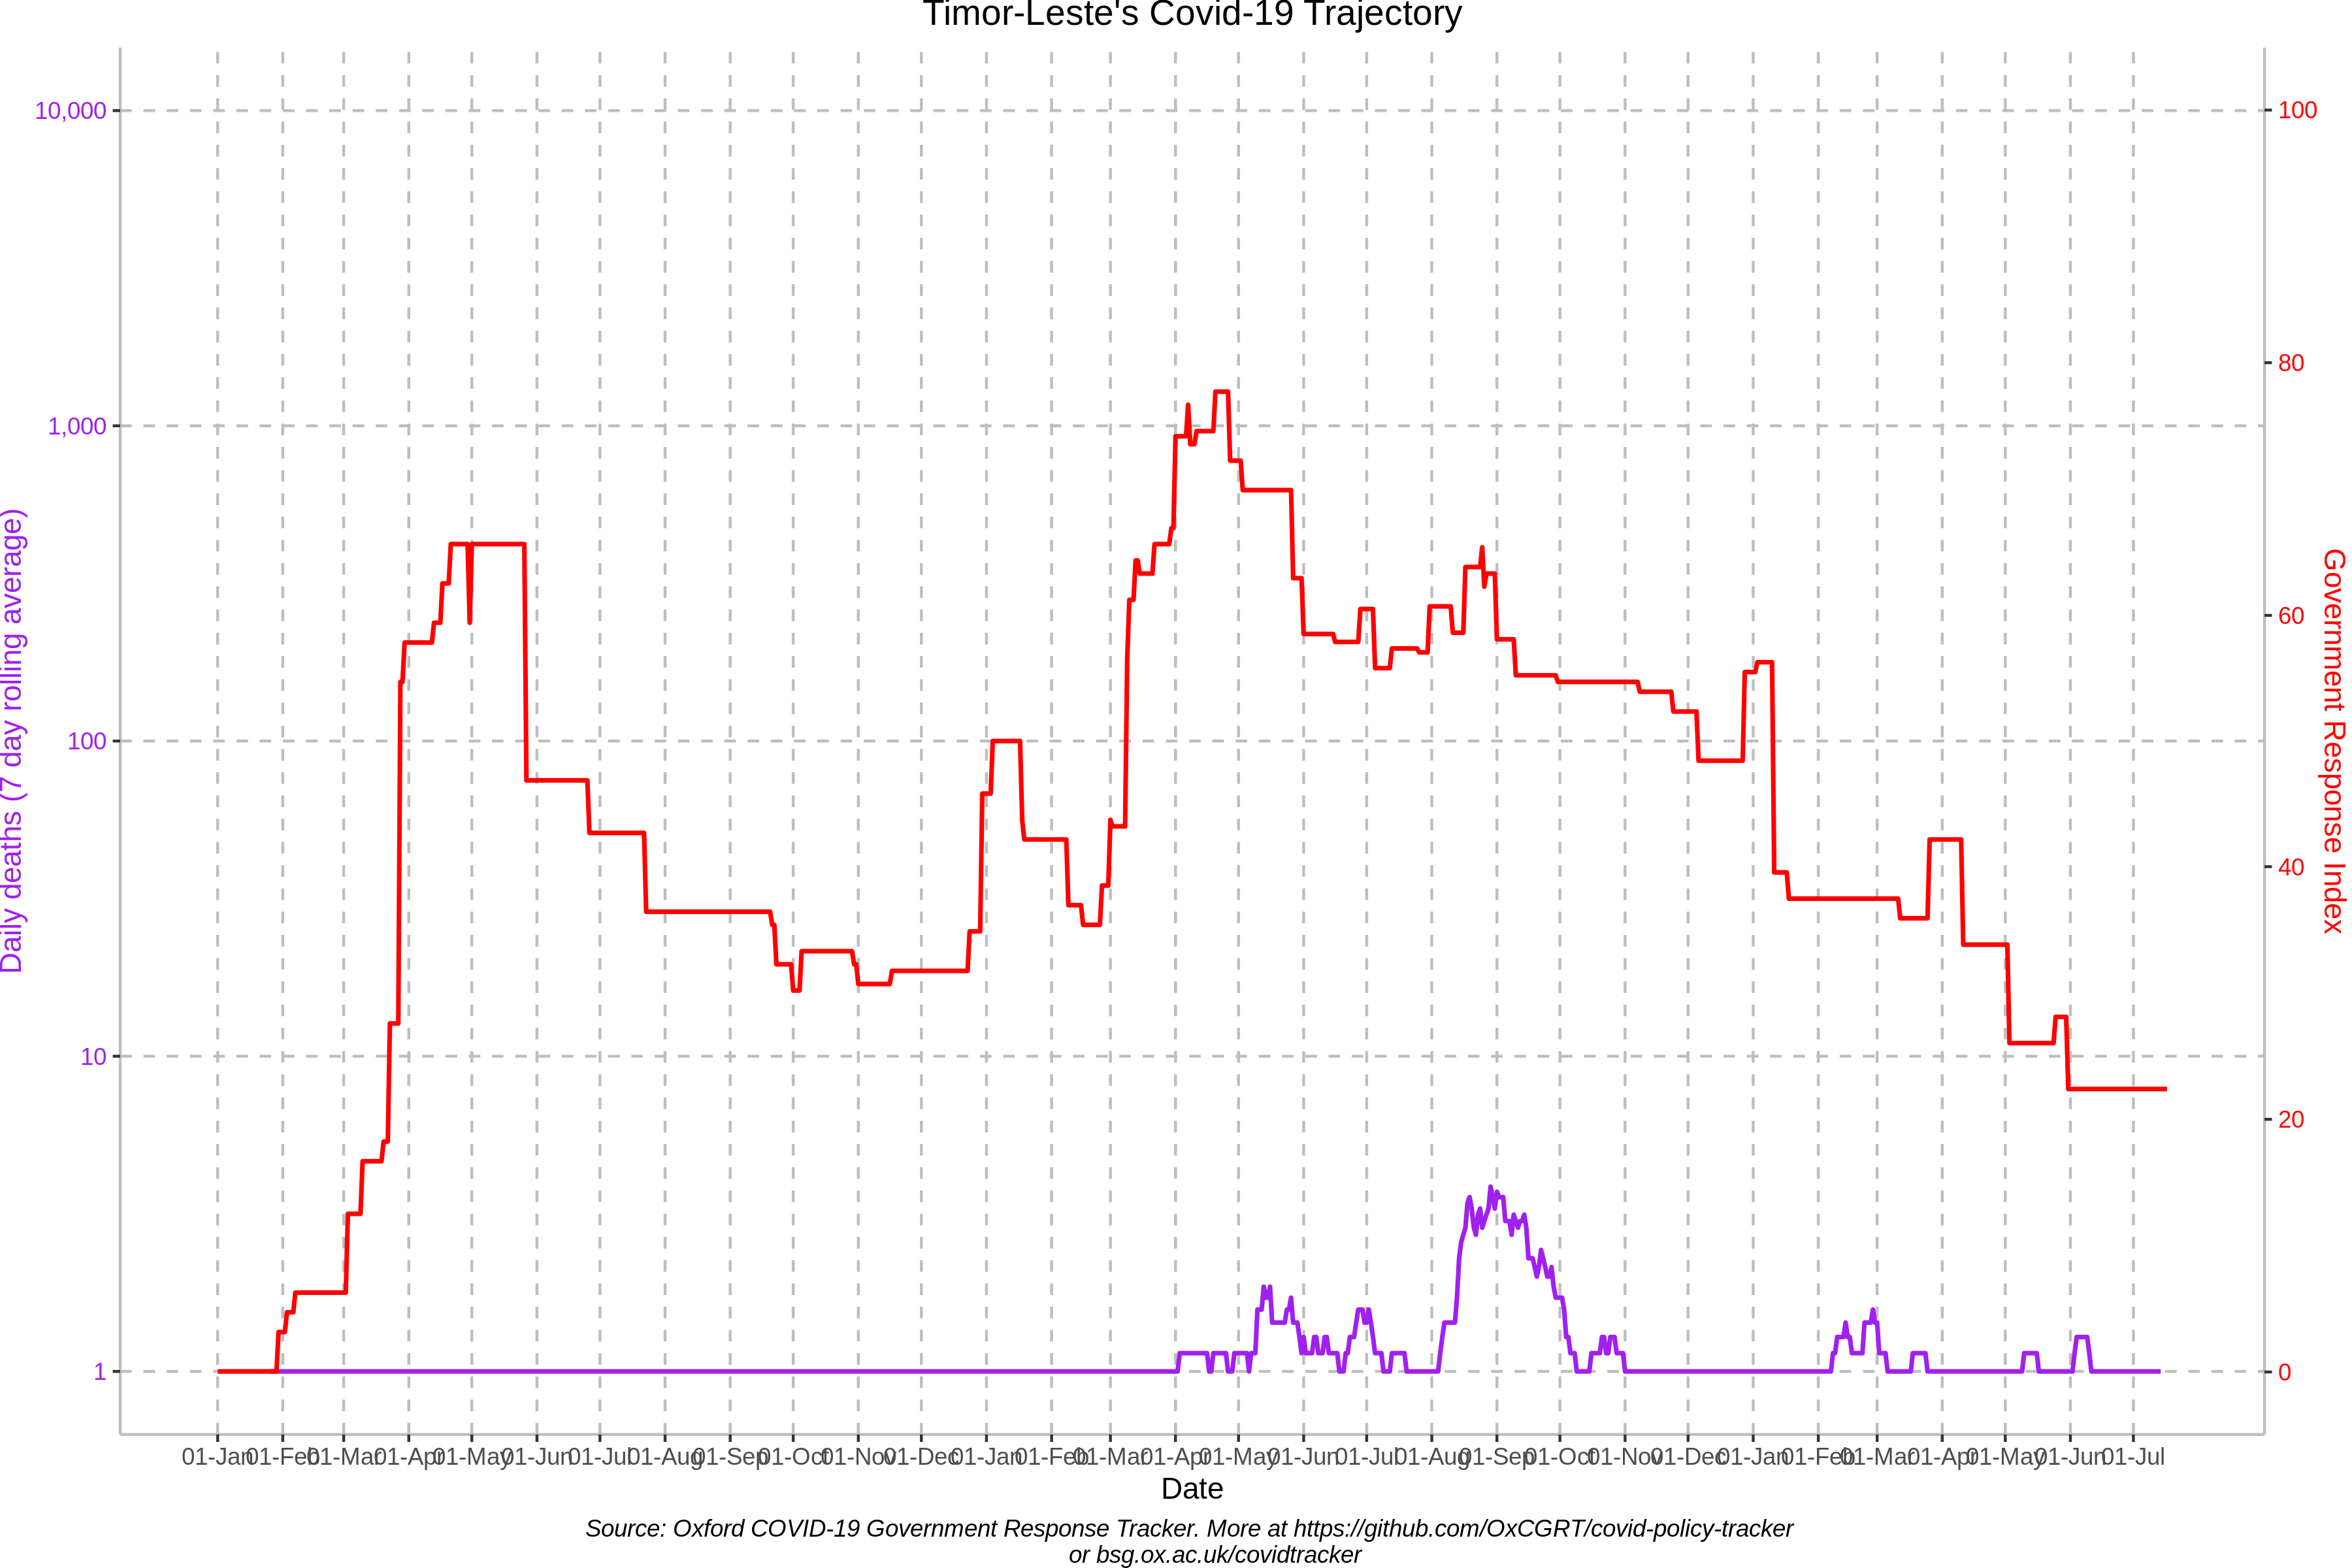 Timor-Leste's Covid-19 Trajectory
10,000
1,000
100
10
1
Daily deaths (7 day rolling average)
100
80
60
40
20
0
Government Response Index
01-Jan 01-Feb 01-Mar 01-Apr 01-May 01-Jun 01-Jul 01-Aug 01-Sep 01-Oct 01-Nov 01-Dec 01-Jan 01-Feb 01-Mar 01-Apr 01-May 01-Jun 01-Jul 01-Aug 01-Sep 01-Oct 01-Nov 01-Dec 01-Jan 01-Feb 01-Mar 01-Apr 01-May 01-Jun 01-Jul
Date
Source: Oxford COVID-19 Government Response Tracker. More at https://github.com/OxCGRT/covid-policy-tracker
or bsg.ox.ac.uk/covidtracker